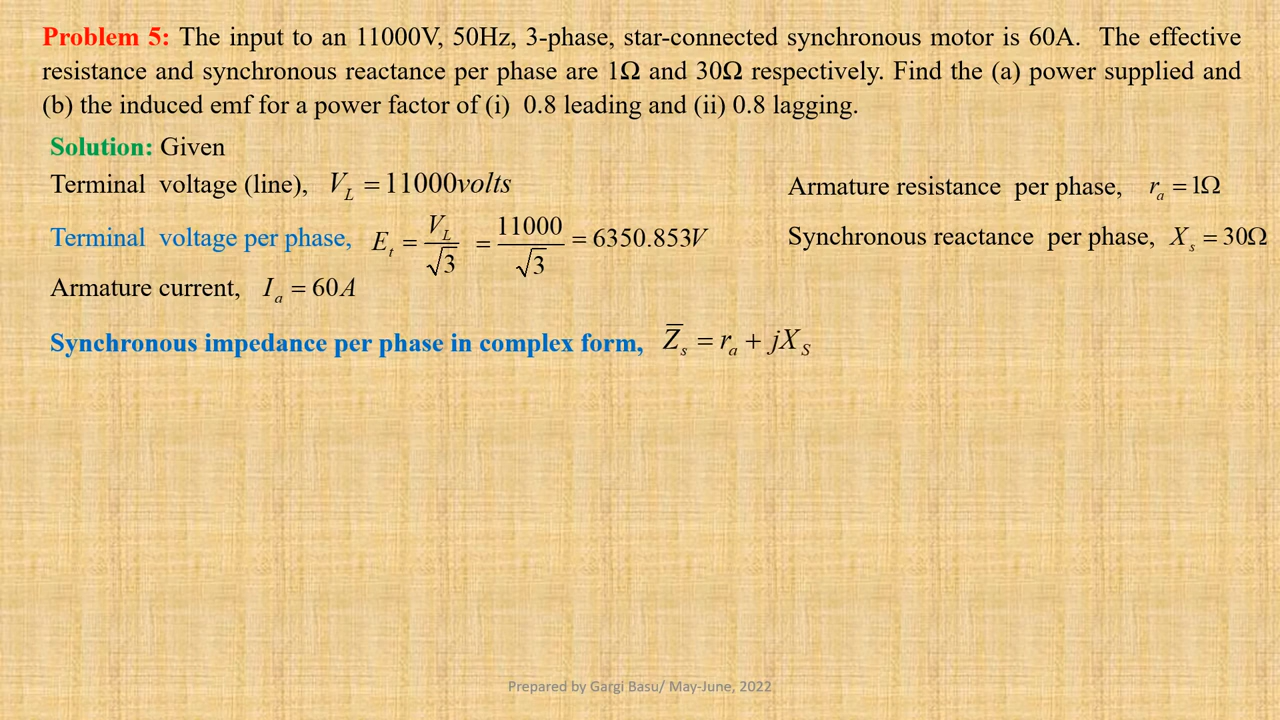 Problem 5: The input to an 11000V, 50Hz, 3-phase, star-connected synchronous motor is 60A. The effective
resistance and synchronous reactance per phase are 1Ω and 30Ω respectively. Find the (a) power supplied and
(b) the induced emf for a power factor of (i) 0.8 leading and (ii) 0.8 lagging.
Solution: Given
Terminal voltage (line), V_L = 11000volts
Armature resistance per phase, r_a = 1Ω
Terminal voltage per phase, E_t = V_L/√3 = 11000/√3 = 6350.853V
Synchronous reactance per phase, X_s = 30Ω
Armature current, I_a = 60A
Synchronous impedance per phase in complex form, Z̅_s = r_a + jX_S
Prepared by Gargi Basu/ May-June, 2022